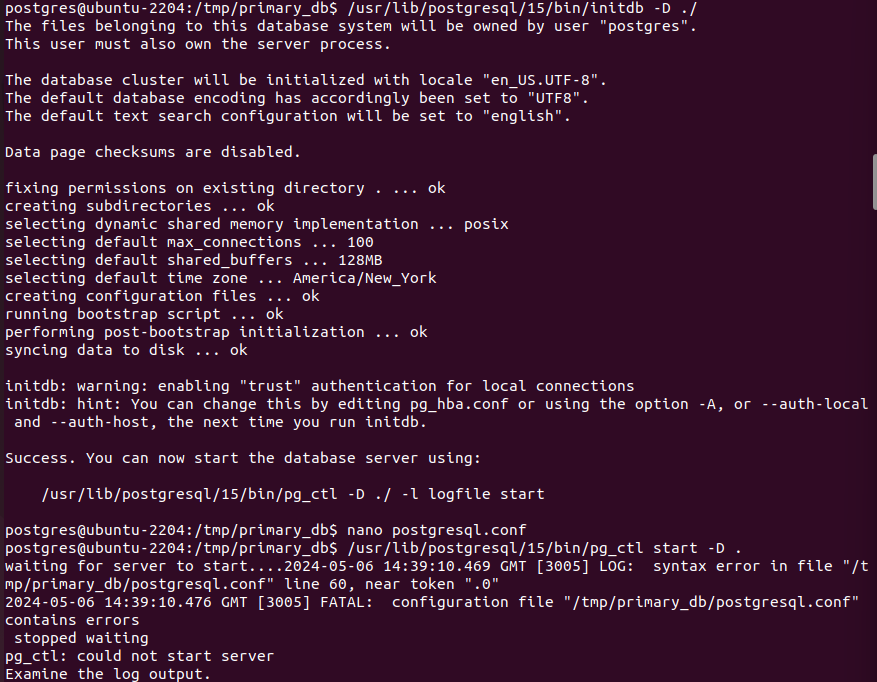 postgres@ubuntu-2204:/tmp/primary_db$ /usr/lib/postgresql/15/bin/initdb -D ./
The files belonging to this database system will be owned by user "postgres".
This user must also own the server process.

The database cluster will be initialized with locale "en_US.UTF-8".
The default database encoding has accordingly been set to "UTF8".
The default text search configuration will be set to "english".

Data page checksums are disabled.

fixing permissions on existing directory . ... ok
creating subdirectories ... ok
selecting dynamic shared memory implementation ... posix
selecting default max_connections ... 100
selecting default shared_buffers ... 128MB
selecting default time zone ... America/New_York
creating configuration files ... ok
running bootstrap script ... ok
performing post-bootstrap initialization ... ok
syncing data to disk ... ok

initdb: warning: enabling "trust" authentication for local connections
initdb: hint: You can change this by editing pg_hba.conf or using the option -A, or --auth-local
 and --auth-host, the next time you run initdb.

Success. You can now start the database server using:

    /usr/lib/postgresql/15/bin/pg_ctl -D ./ -l logfile start

postgres@ubuntu-2204:/tmp/primary_db$ nano postgresql.conf
postgres@ubuntu-2204:/tmp/primary_db$ /usr/lib/postgresql/15/bin/pg_ctl start -D .
waiting for server to start....2024-05-06 14:39:10.469 GMT [3005] LOG:  syntax error in file "/t
mp/primary_db/postgresql.conf" line 60, near token ".0"
2024-05-06 14:39:10.476 GMT [3005] FATAL:  configuration file "/tmp/primary_db/postgresql.conf"
contains errors
 stopped waiting
pg_ctl: could not start server
Examine the log output.